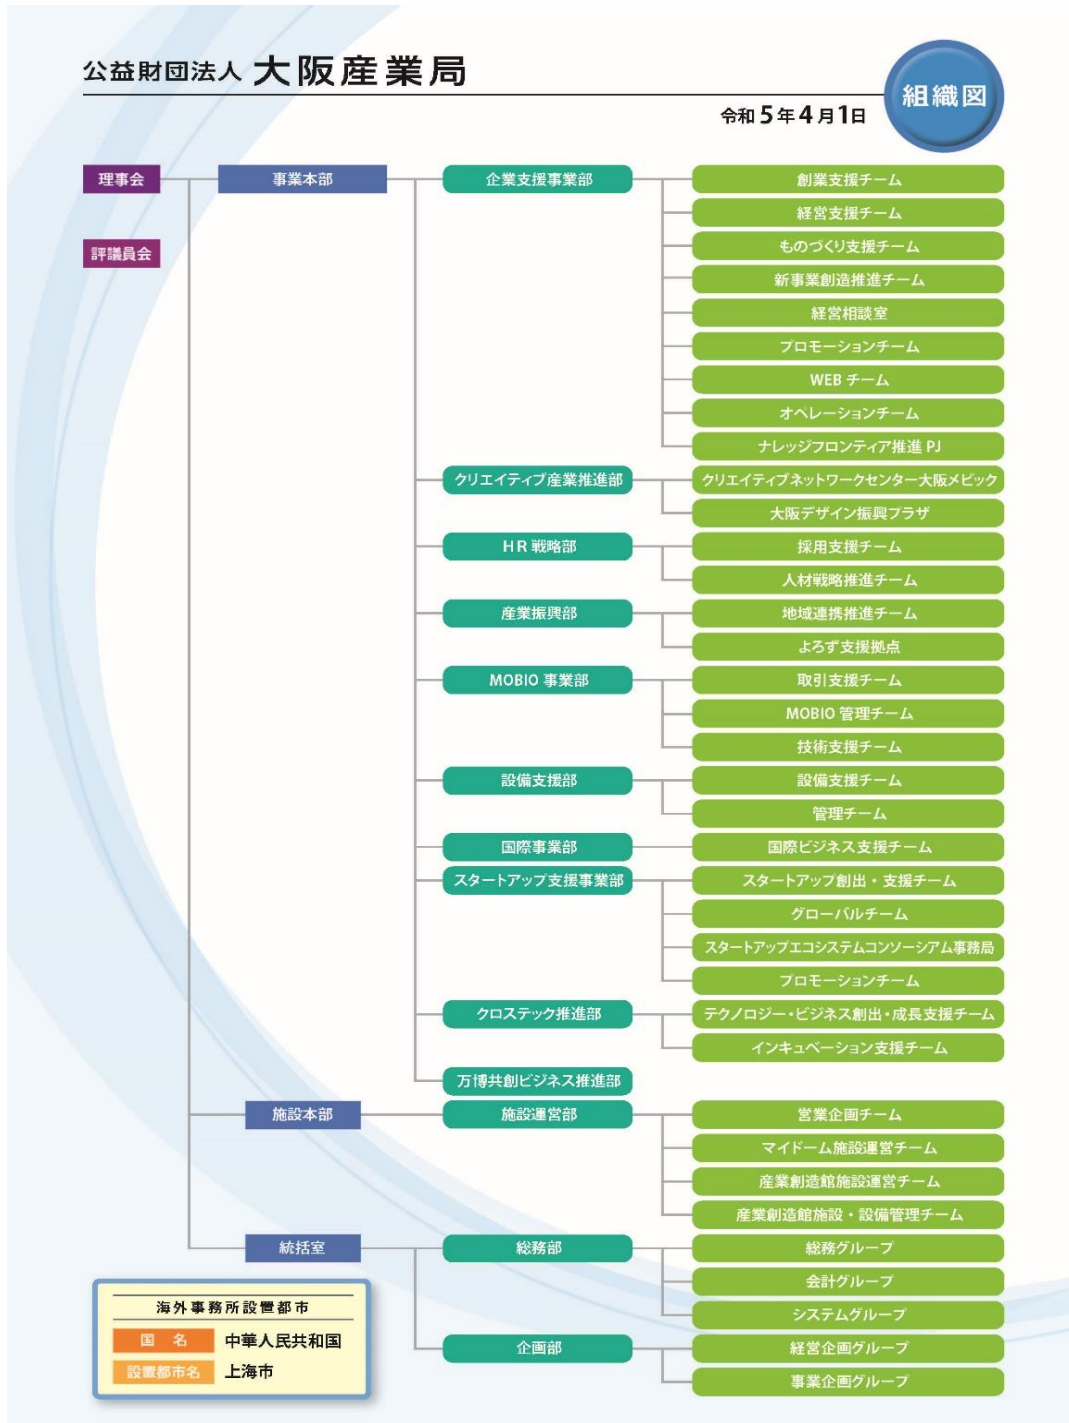 公益財団法人 大阪産業局
組織図
令和5年4月1日
理事会
評議員会
事業本部
企業支援事業部
創業支援チーム
経営支援チーム
ものづくり支援チーム
新事業創造推進チーム
経営相談室
プロモーションチーム
WEB チーム
オペレーションチーム
ナレッジフロンティア推進 PJ
クリエイティブ産業推進部
クリエイティブネットワークセンター大阪メビック
大阪デザイン振興プラザ
HR 戦略部
採用支援チーム
人材戦略推進チーム
産業振興部
地域連携推進チーム
よろず支援拠点
MOBIO 事業部
取引支援チーム
MOBIO 管理チーム
技術支援チーム
設備支援部
設備支援チーム
管理チーム
国際事業部
国際ビジネス支援チーム
スタートアップ支援事業部
スタートアップ創出・支援チーム
グローバルチーム
スタートアップエコシステムコンソーシアム事務局
プロモーションチーム
クロステック推進部
テクノロジー・ビジネス創出・成長支援チーム
インキュベーション支援チーム
万博共創ビジネス推進部
施設本部
施設運営部
営業企画チーム
マイドーム施設運営チーム
産業創造館施設運営チーム
産業創造館施設・設備管理チーム
統括室
総務部
総務グループ
会計グループ
システムグループ
企画部
経営企画グループ
事業企画グループ
海外事務所設置都市
国 名 中華人民共和国
設置都市名 上海市